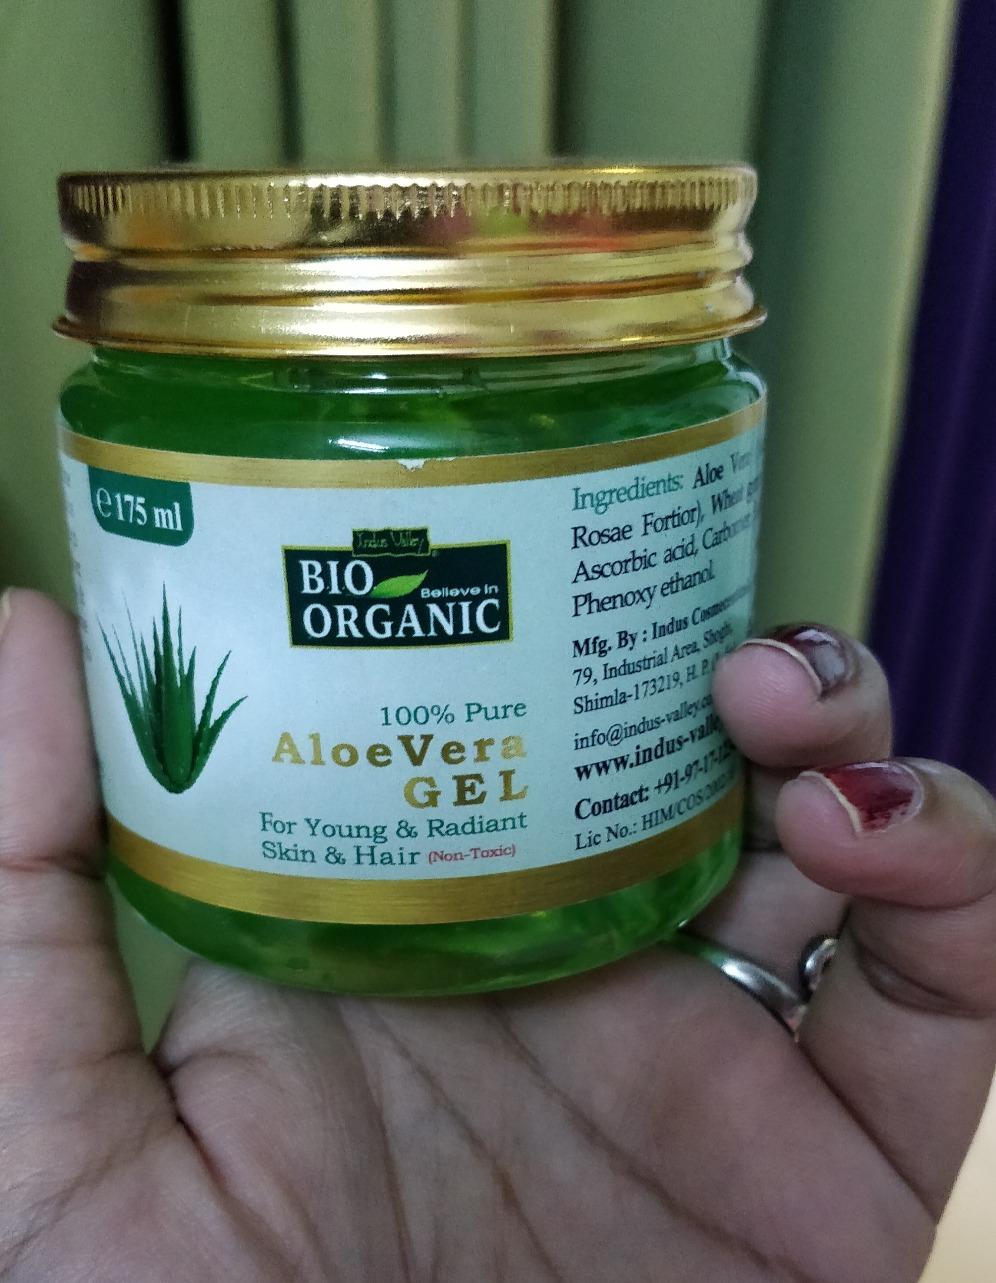 ℮175 ml
Indus Valley
BIO
Believe in
ORGANIC
100% Pure
AloeVera
GEL
For Young & Radiant
Skin & Hair (Non-Toxic)
Ingredients: Aloe
Rosae Fortior), Wheat
Ascorbic acid,
Phenoxy ethanol.
Mfg. By : Indus
79, Industrial Area, Shoghi,
Shimla-173219, H. P.
info@indus-valley
www.indus-valley
Contact: +91-97-17-
Lic No.: HIM/COS/